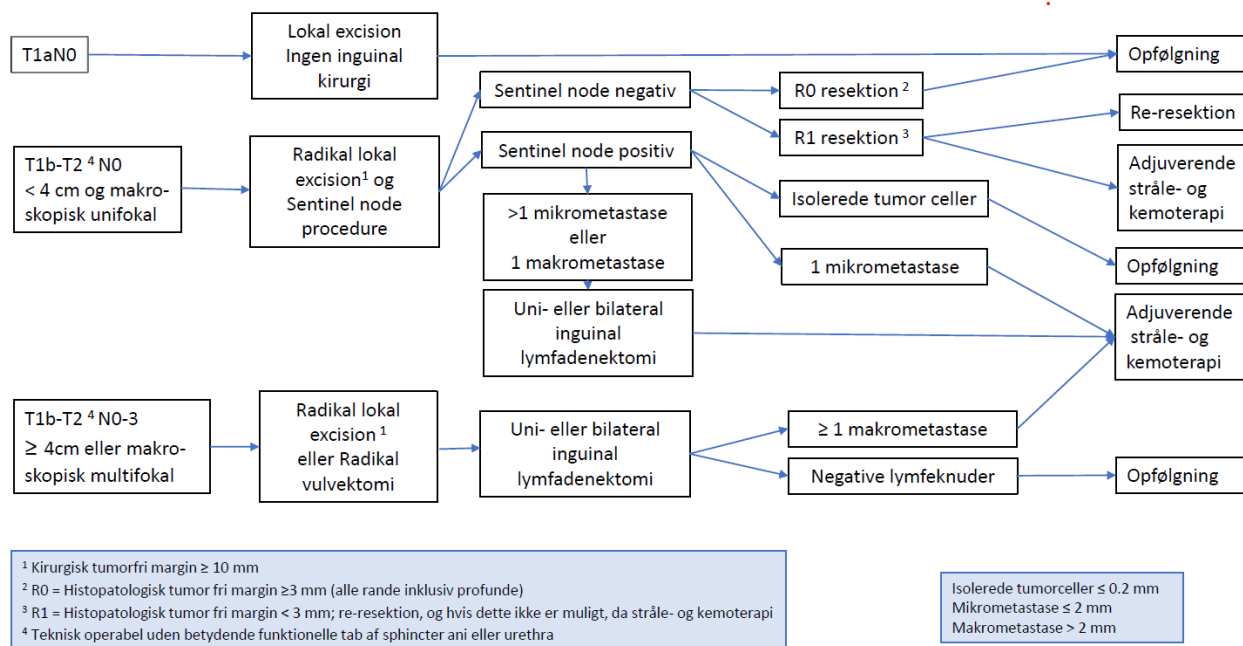 T1aN0
Lokal excision
Ingen inguinal
kirurgi
Opfølgning
Sentinel node negativ
R0 resektion ²
R1 resektion ³
Re-resektion
T1b-T2 ⁴ N0
< 4 cm og makro-
skopisk unifokal
Radikal lokal
excision¹ og
Sentinel node
procedure
Sentinel node positiv
Adjuverende
stråle- og
kemoterapi
Isolerede tumor celler
>1 mikrometastase
eller
1 makrometastase
1 mikrometastase
Opfølgning
Uni- eller bilateral
inguinal
lymfadenektomi
Adjuverende
stråle- og
kemoterapi
T1b-T2 ⁴ N0-3
≥ 4cm eller makro-
skopisk multifokal
Radikal lokal
excision ¹
eller Radikal
vulvektomi
Uni- eller bilateral
inguinal
lymfadenektomi
≥ 1 makrometastase
Negative lymfeknuder
Opfølgning
¹ Kirurgisk tumorfri margin ≥ 10 mm
² R0 = Histopatologisk tumor fri margin ≥3 mm (alle rande inklusiv profunde)
³ R1 = Histopatologisk tumor fri margin < 3 mm; re-resektion, og hvis dette ikke er muligt, da stråle- og kemoterapi
⁴ Teknisk operabel uden betydende funktionelle tab af sphincter ani eller urethra
Isolerede tumorceller ≤ 0.2 mm
Mikrometastase ≤ 2 mm
Makrometastase > 2 mm